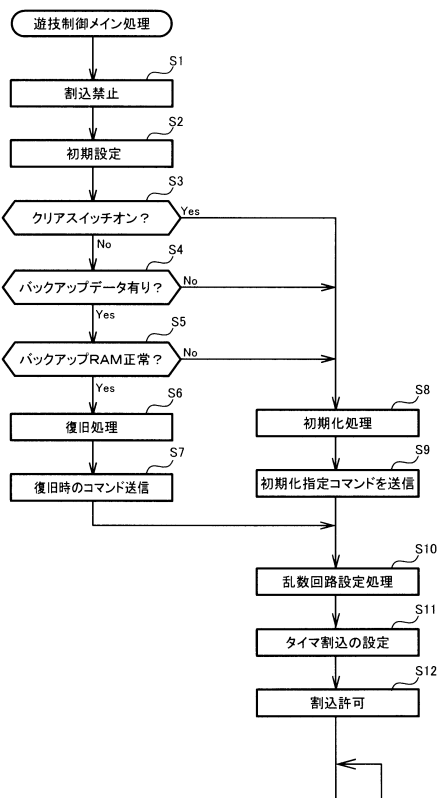 遊技制御メイン処理
S1
割込禁止
S2
初期設定
S3
クリアスイッチオン？
Yes
No
S4
バックアップデータ有り？
No
Yes
S5
バックアップRAM正常？
No
Yes
S6
復旧処理
S7
復旧時のコマンド送信
S8
初期化処理
S9
初期化指定コマンドを送信
S10
乱数回路設定処理
S11
タイマ割込の設定
S12
割込許可